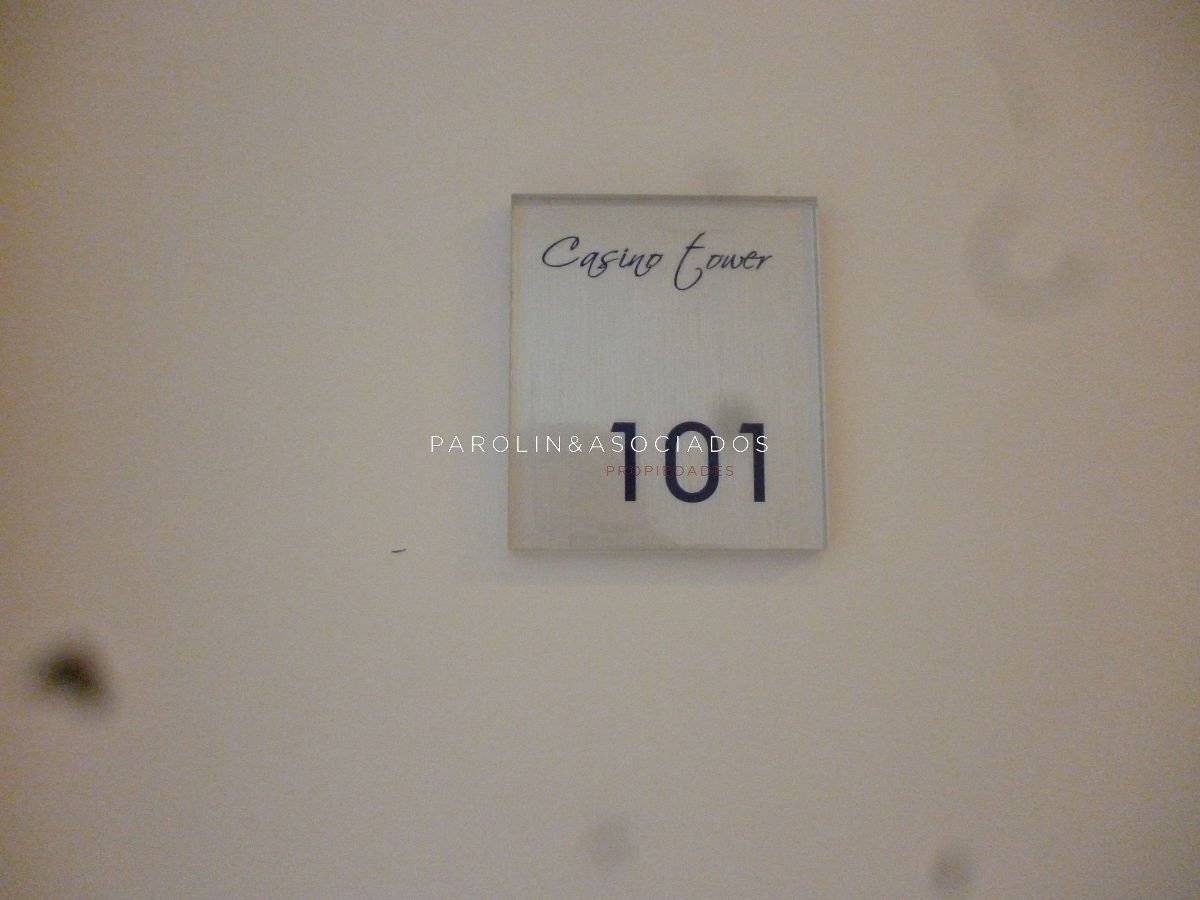 Casino tower
101
PAROLIN&ASOCIADOS
PROPIEDADES